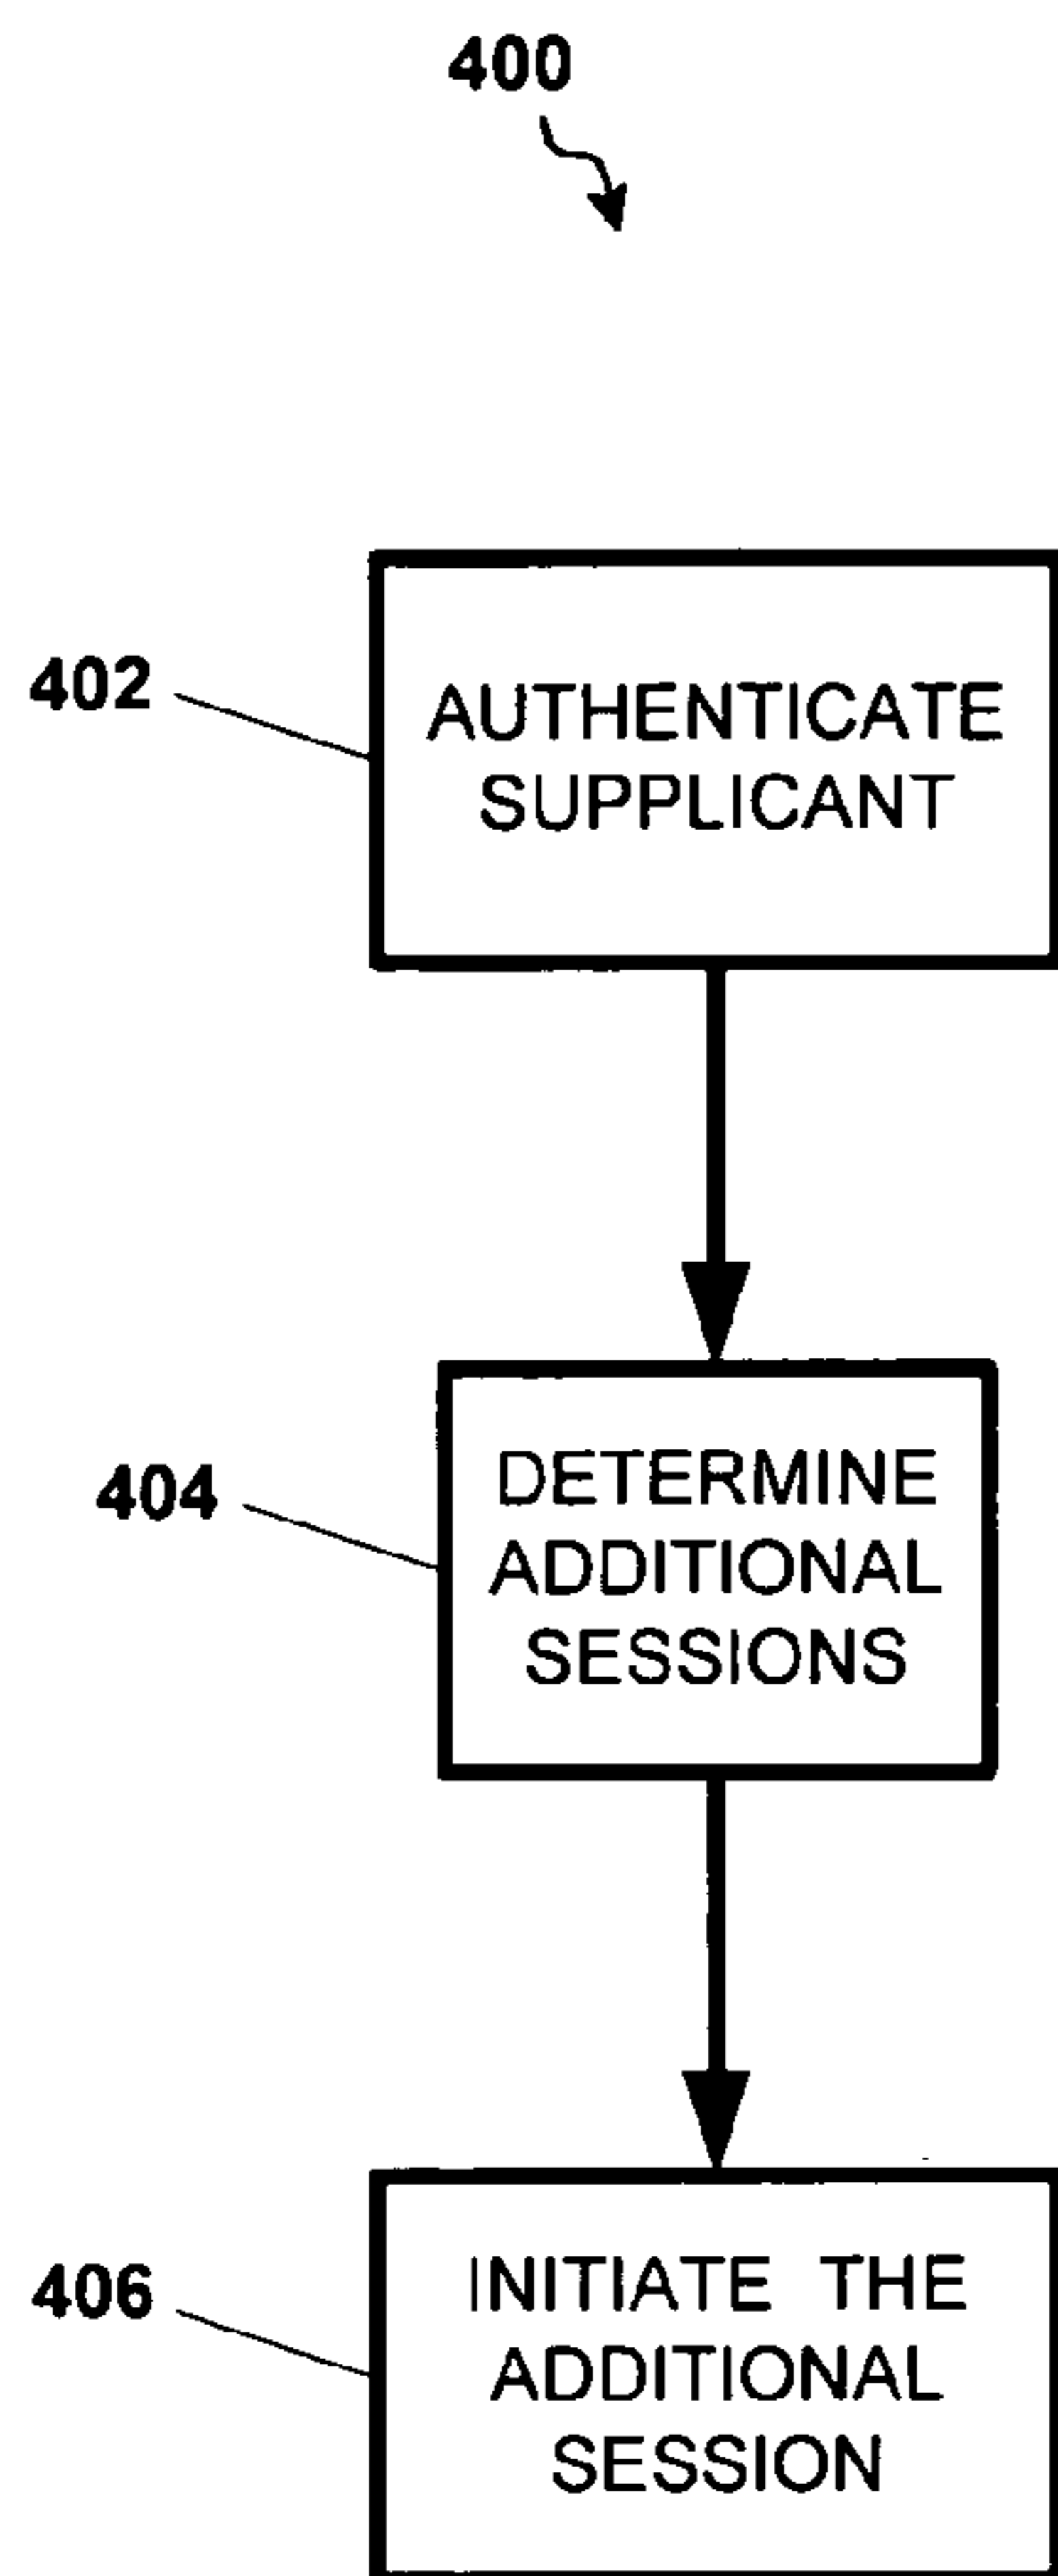 400
402
AUTHENTICATE
SUPPLICANT
404
DETERMINE
ADDITIONAL
SESSIONS
406
INITIATE THE
ADDITIONAL
SESSION